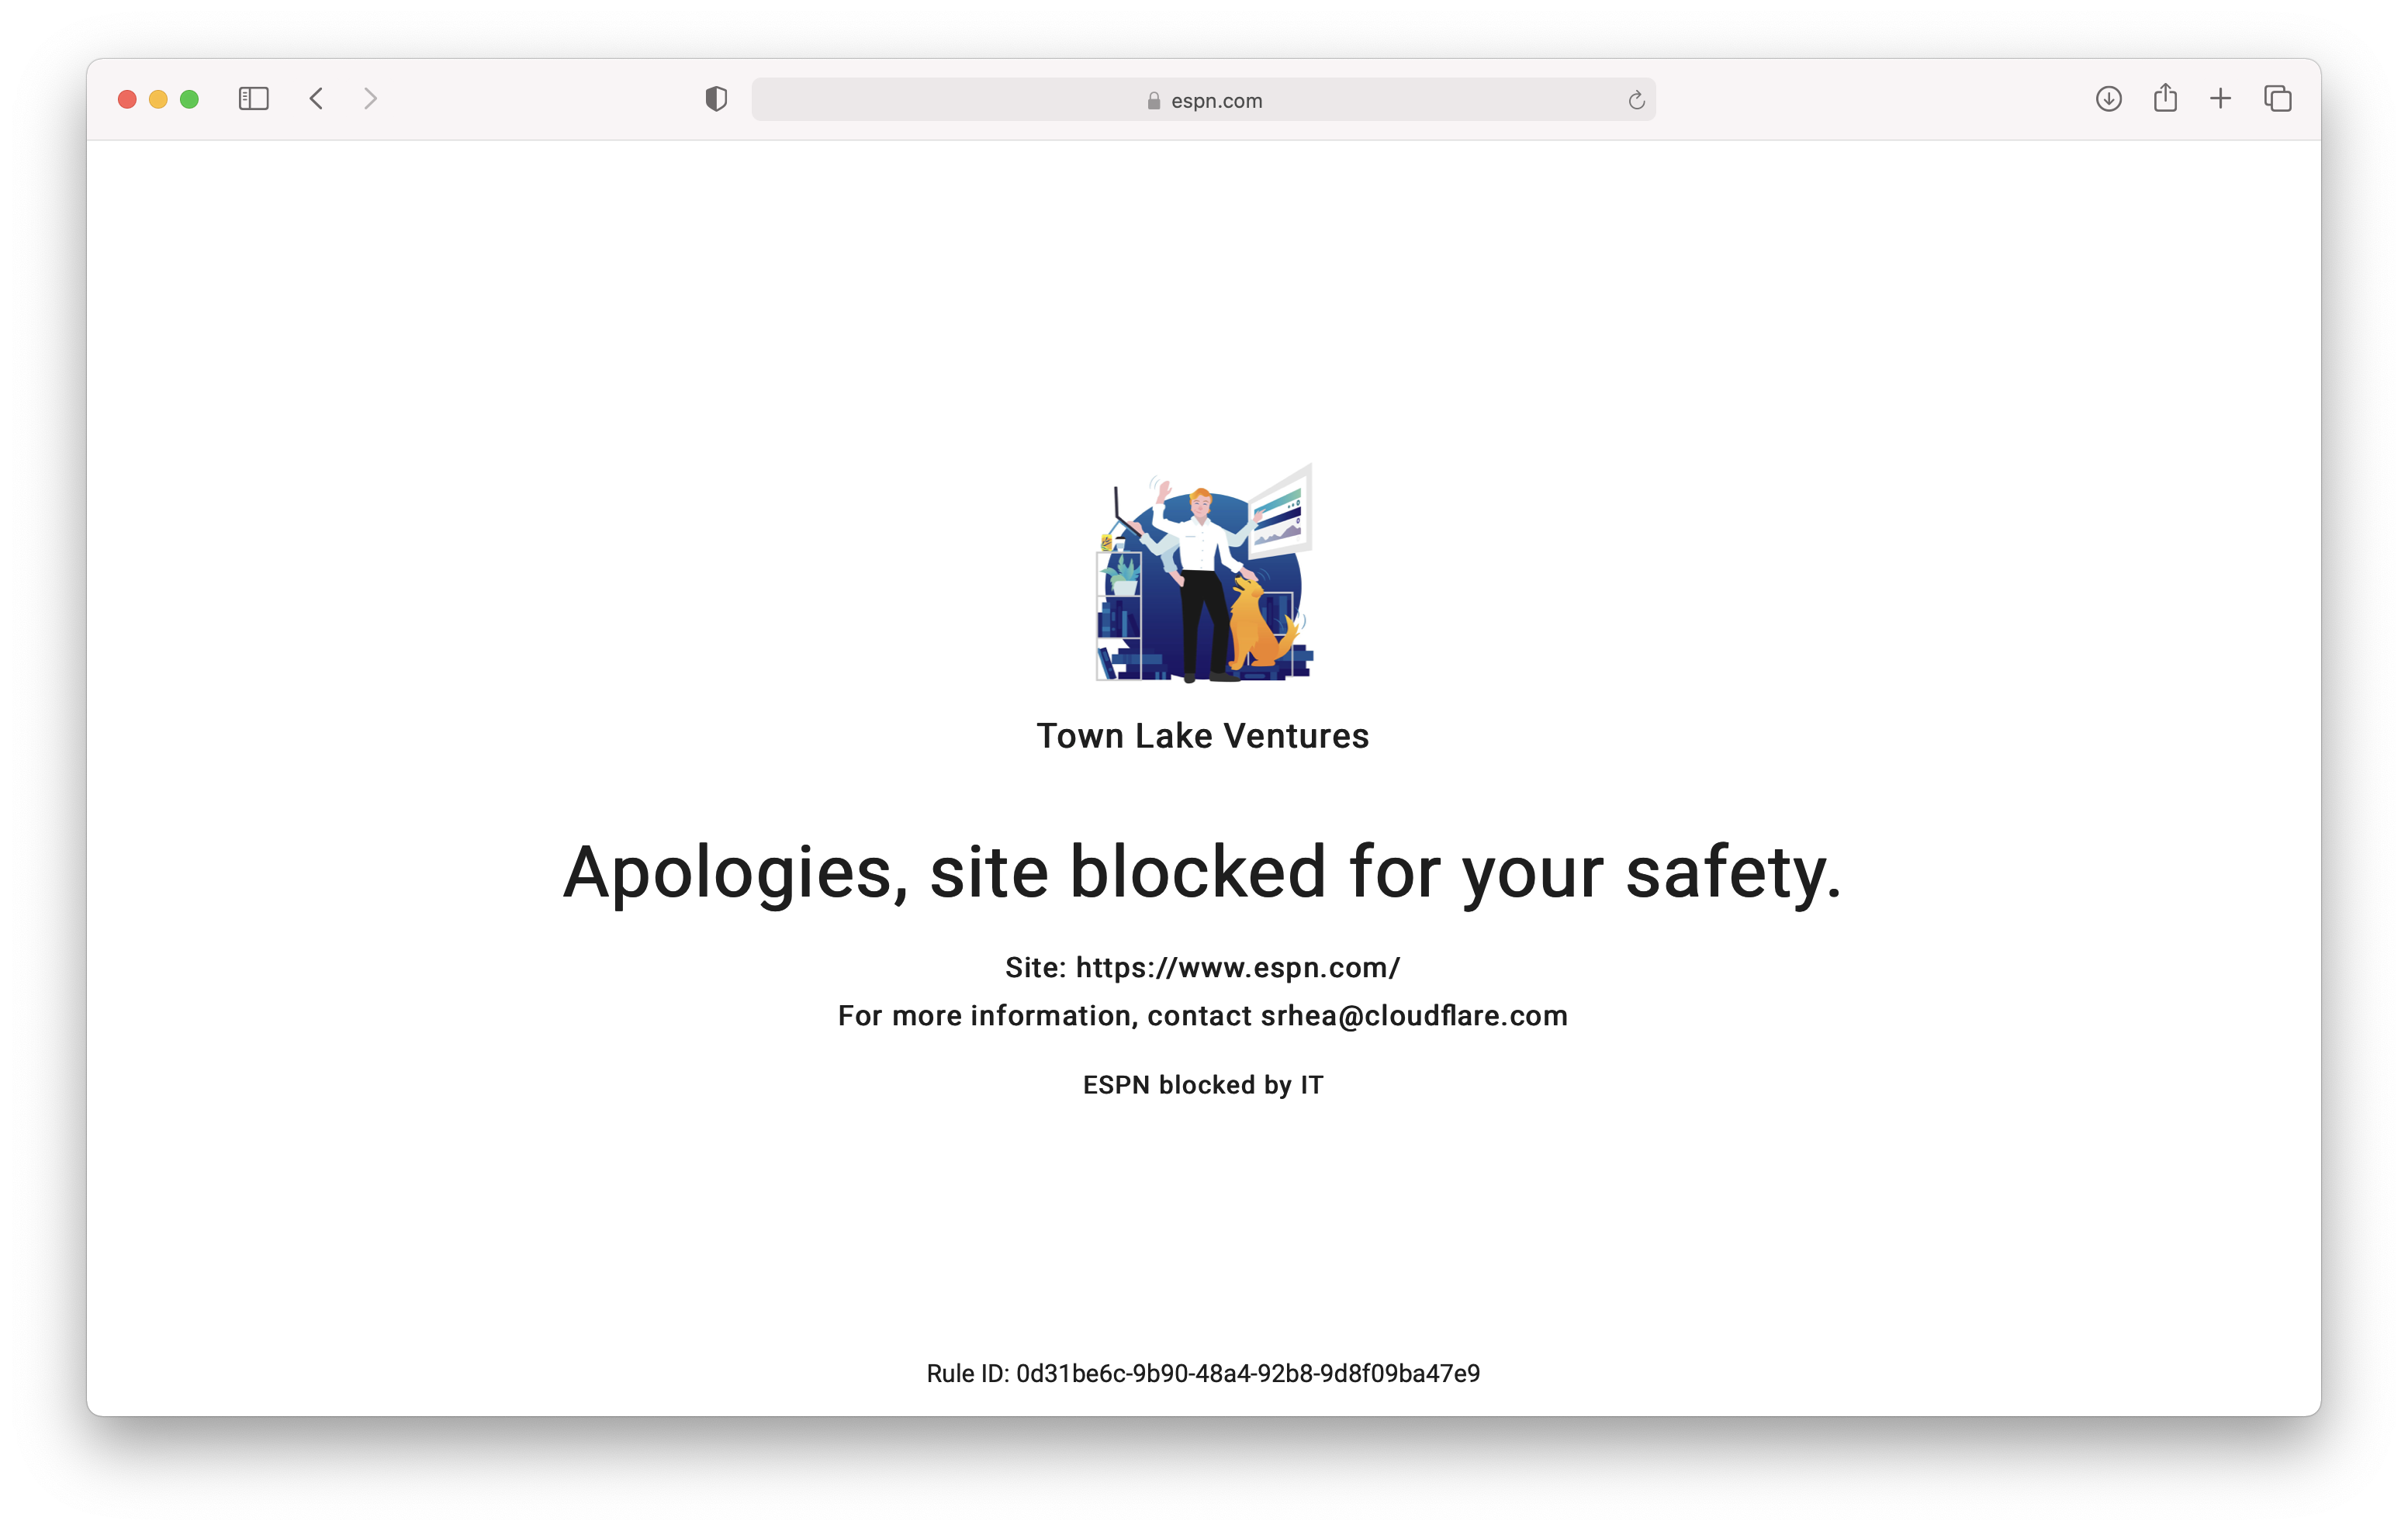 espn.com
Town Lake Ventures
Apologies, site blocked for your safety.
Site: https://www.espn.com/
For more information, contact srhea@cloudflare.com
ESPN blocked by IT
Rule ID: 0d31be6c-9b90-48a4-92b8-9d8f09ba47e9